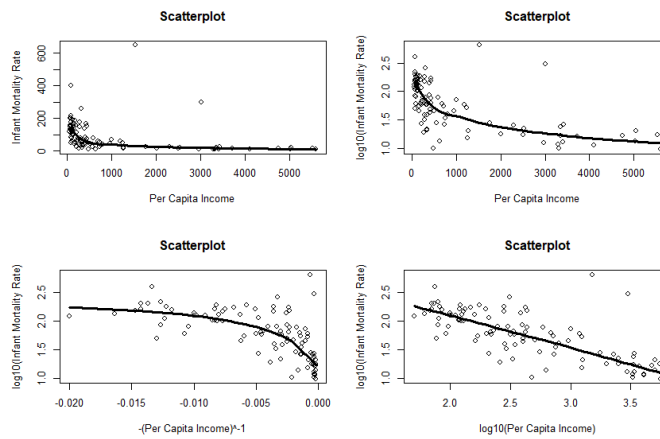 Scatterplot
Infant Mortality Rate)
0 200 400 600
0 1000 2000 3000 4000 5000
Per Capita Income
Scatterplot
log10(Infant Mortality Rate)
1.0 1.5 2.0 2.5
0 1000 2000 3000 4000 5000
Per Capita Income
Scatterplot
log10(Infant Mortality Rate)
1.0 1.5 2.0 2.5
-0.020 -0.015 -0.010 -0.005 0.000
-(Per Capita Income)^-1
Scatterplot
log10(Infant Mortality Rate)
1.0 1.5 2.0 2.5
2.0 2.5 3.0 3.5
log10(Per Capita Income)